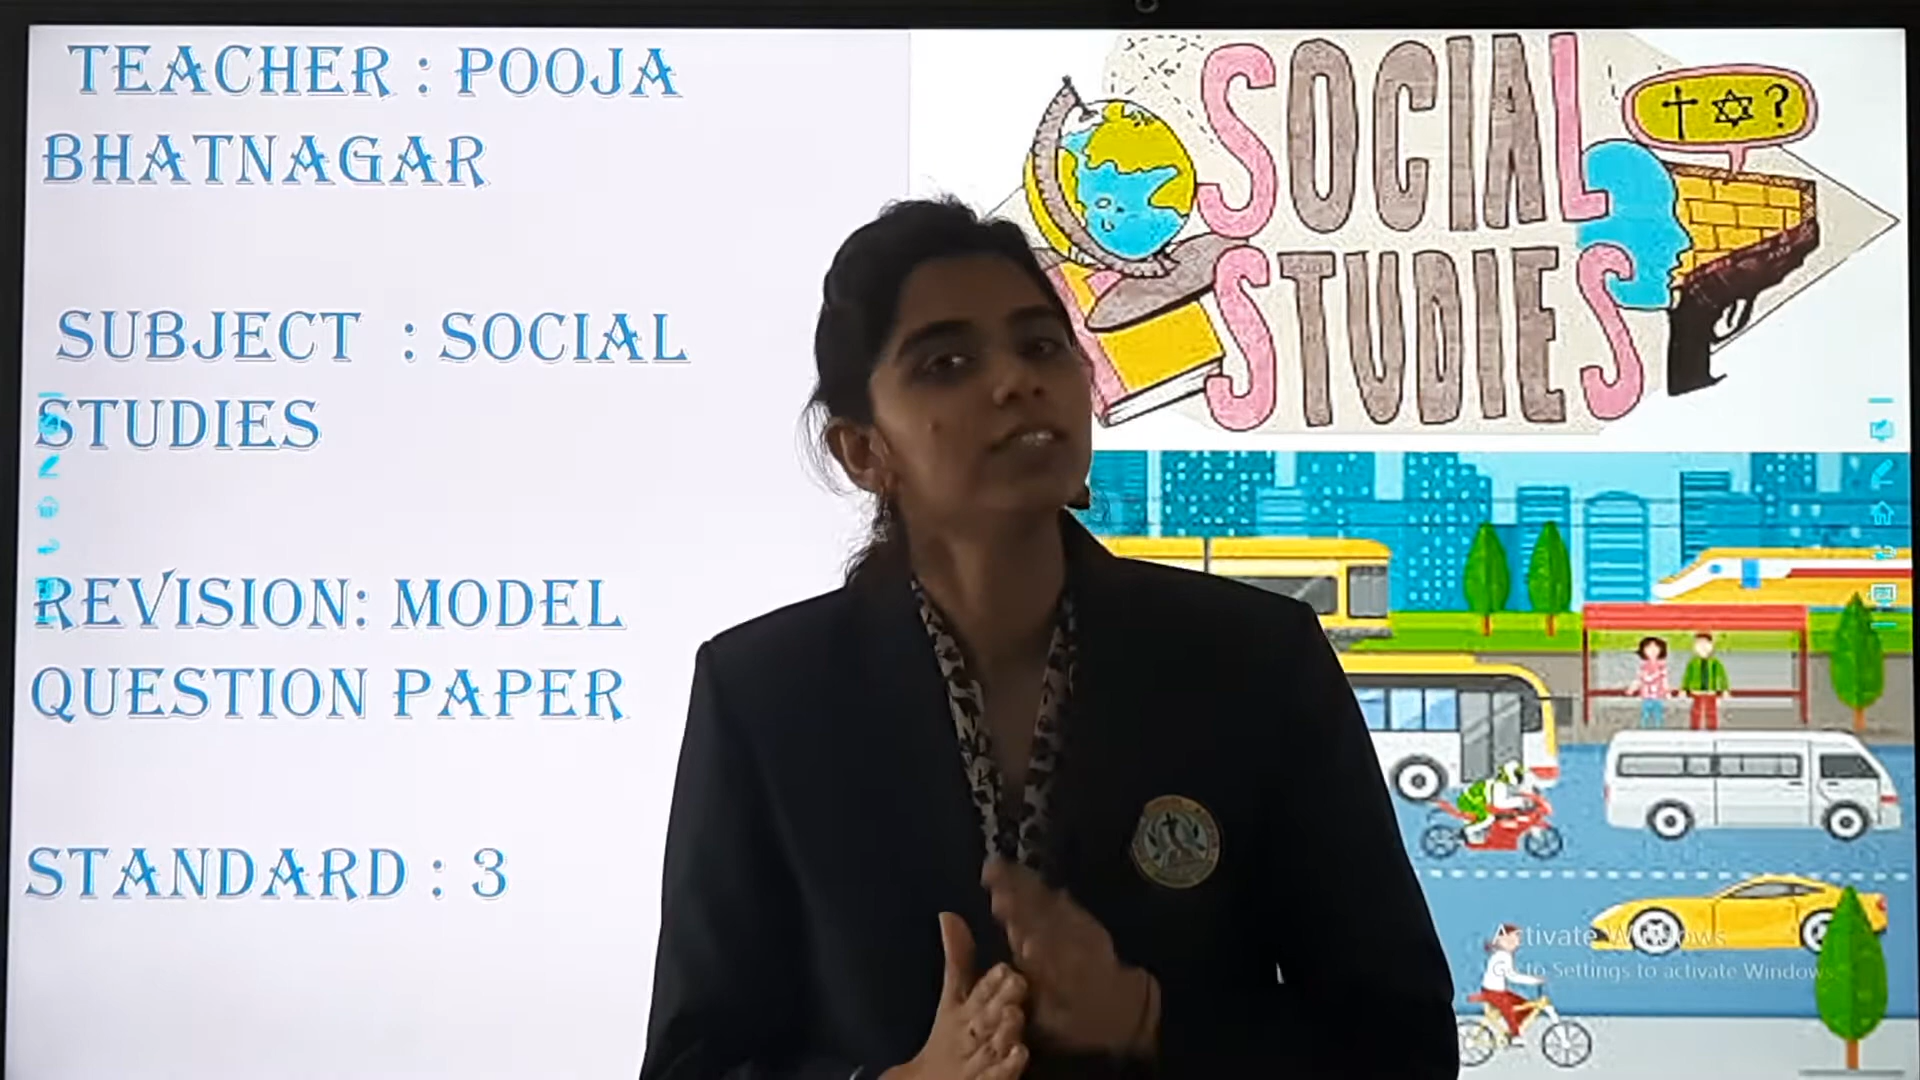 TEACHER : POOJA
BHATNAGAR
SUBJECT : SOCIAL
STUDIES
REVISION: MODEL
QUESTION PAPER
STANDARD : 3
SOCIAL
STUDIES
?
Activate Windows
Go to Settings to activate Windows.